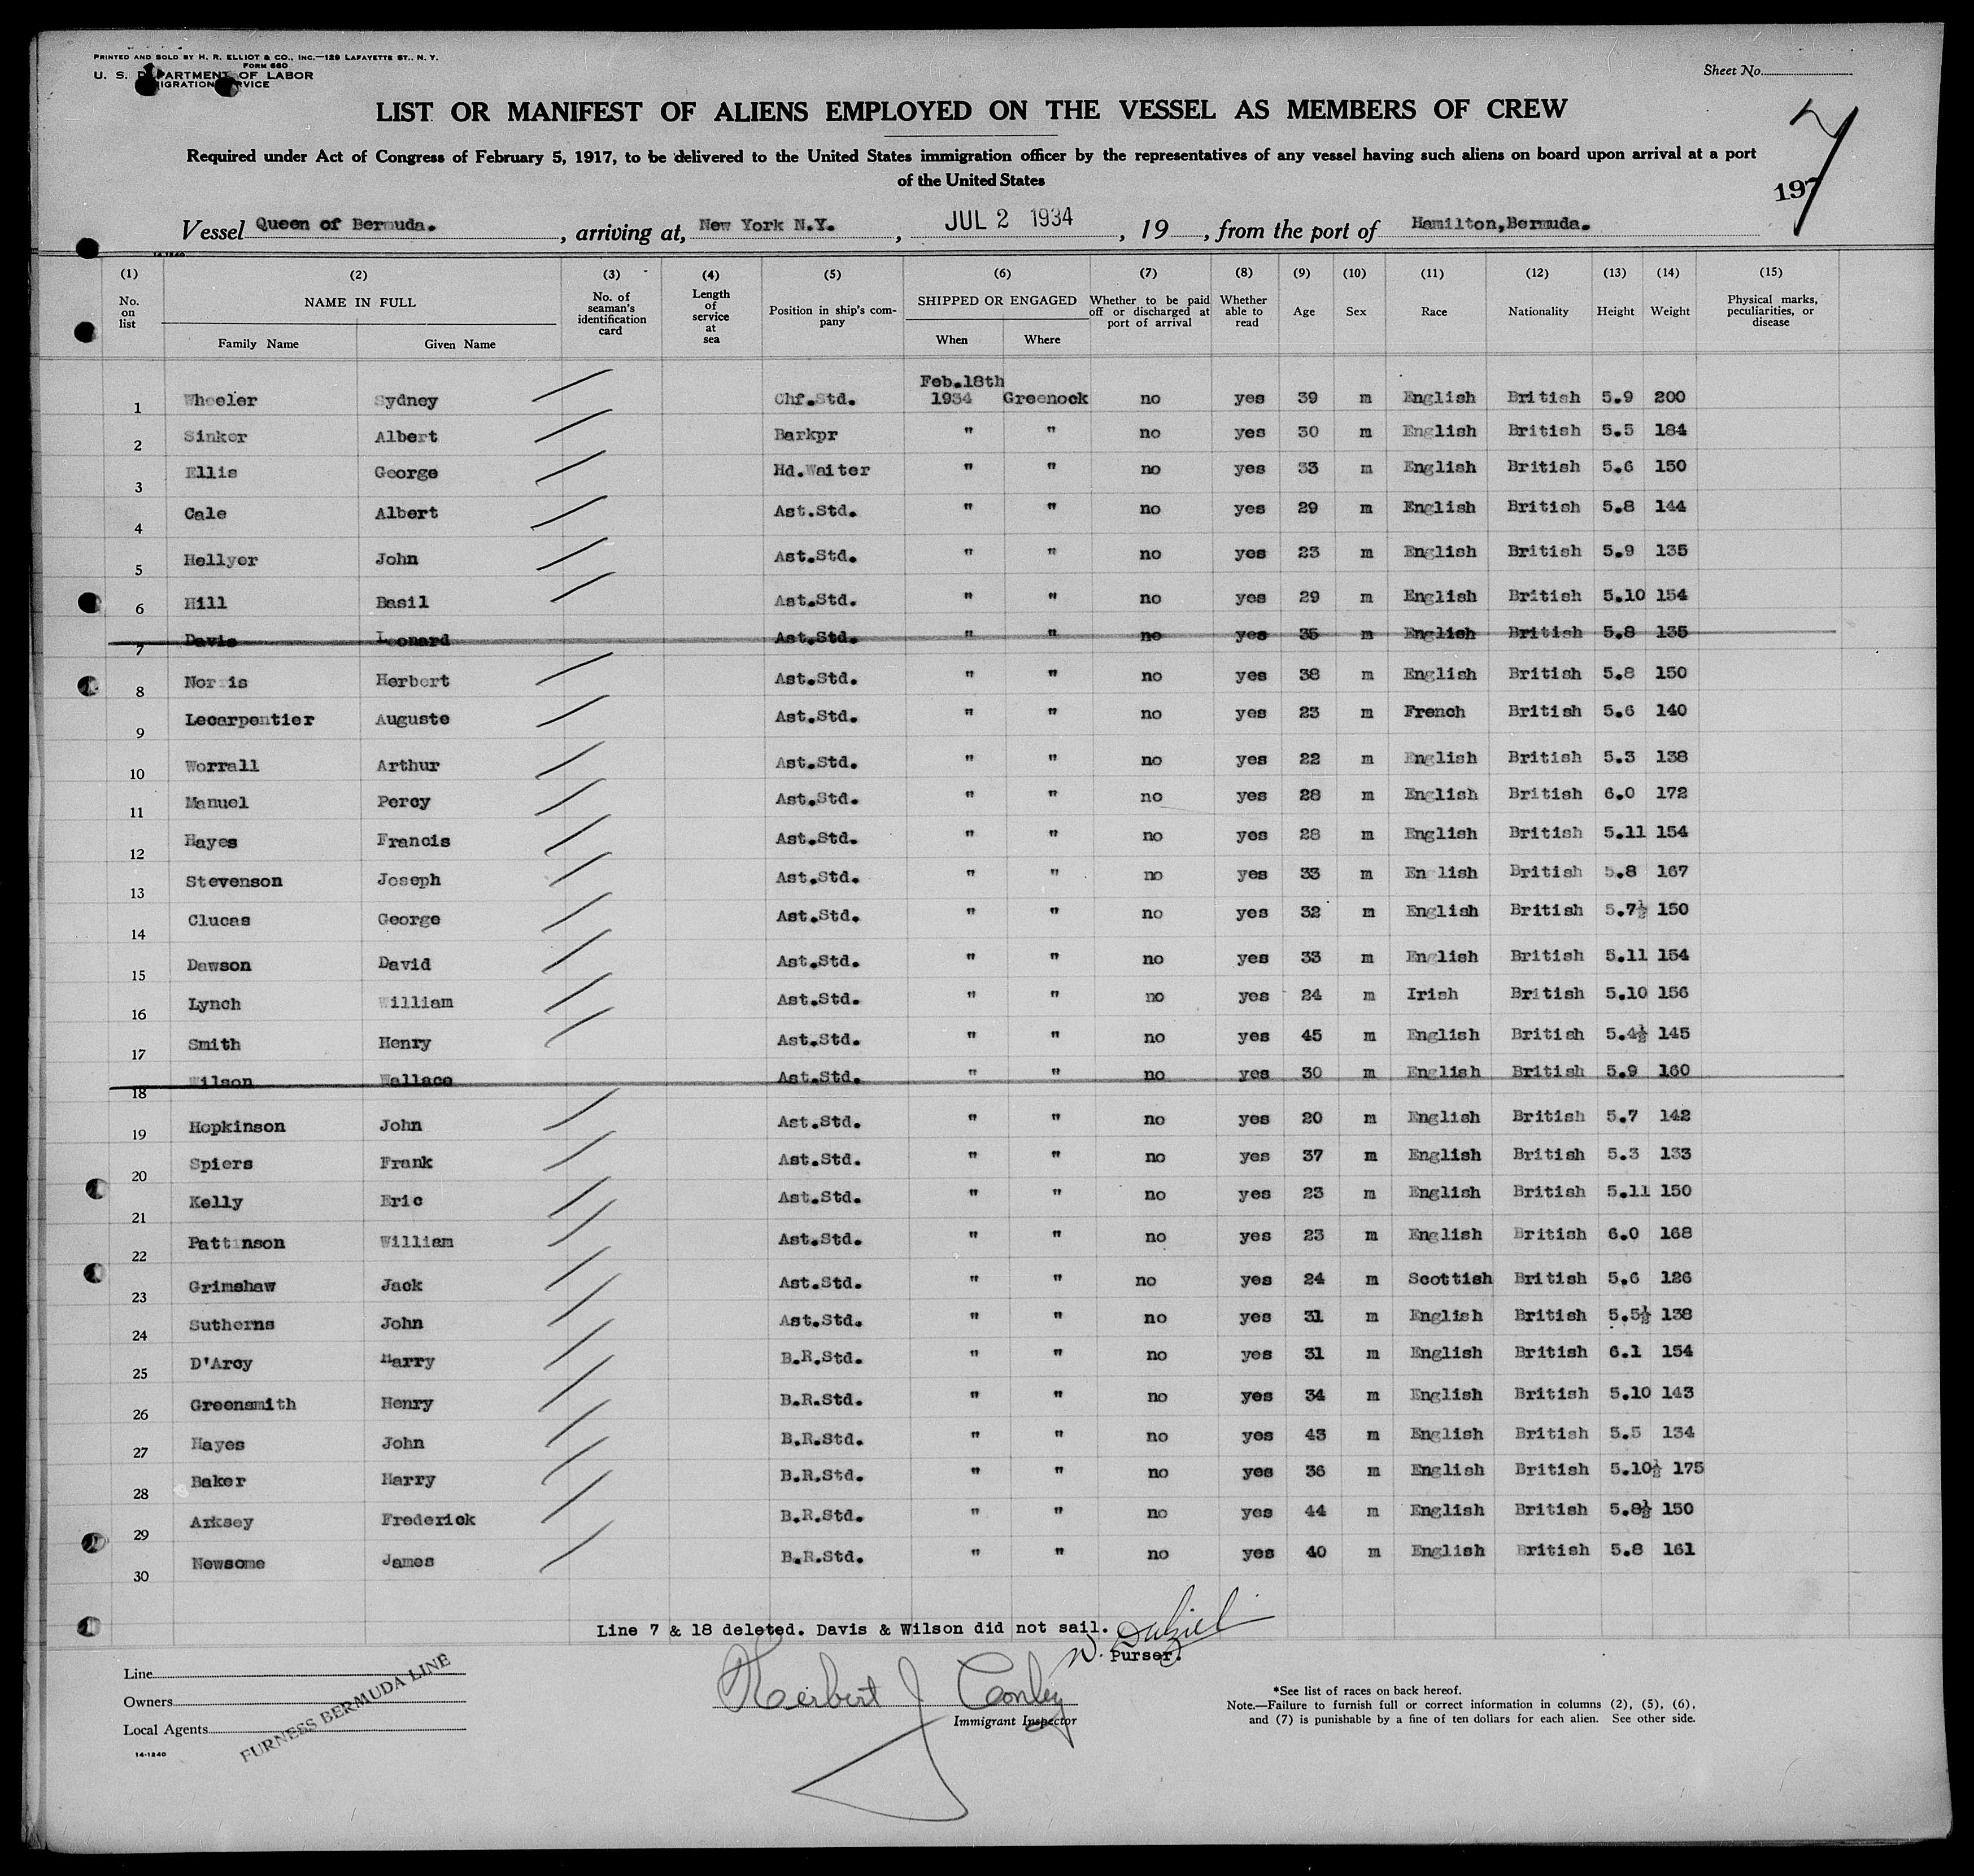 PRINTED AND SOLD BY H. R. ELLIOT & CO., INC.—129 LAFAYETTE ST., N. Y.
FORM 680
U. S. DEPARTMENT OF LABOR
IMMIGRATION SERVICE
Sheet No.
LIST OR MANIFEST OF ALIENS EMPLOYED ON THE VESSEL AS MEMBERS OF CREW
7
Required under Act of Congress of February 5, 1917, to be delivered to the United States immigration officer by the representatives of any vessel having such aliens on board upon arrival at a port
of the United States
197
Vessel Queen of Bermuda. , arriving at, New York N.Y. , JUL 2 1934 , 19 , from the port of Hamilton,Bermuda.
14-1240
(1) (2) (3) (4) (5) (6) (7) (8) (9) (10) (11) (12) (13) (14) (15)
No. on list NAME IN FULL Family Name Given Name No. of seaman's identification card Length of service at sea Position in ship's company SHIPPED OR ENGAGED When Where Whether to be paid off or discharged at port of arrival Whether able to read Age Sex Race Nationality Height Weight Physical marks, peculiarities, or disease
1 Wheeler Sydney Chf.Std. Feb.18th 1934 Greenock no yes 39 m English British 5.9 200
2 Sinker Albert Barkpr " " no yes 30 m English British 5.5 184
3 Ellis George Hd.Waiter " " no yes 33 m English British 5.6 150
4 Cale Albert Ast.Std. " " no yes 29 m English British 5.8 144
5 Hellyer John Ast.Std. " " no yes 23 m English British 5.9 135
6 Hill Basil Ast.Std. " " no yes 29 m English British 5.10 154
7 Davis Leonard Ast.Std. " " no yes 35 m English British 5.8 135
8 Norris Herbert Ast.Std. " " no yes 38 m English British 5.8 150
9 Lecarpentier Auguste Ast.Std. " " no yes 23 m French British 5.6 140
10 Worrall Arthur Ast.Std. " " no yes 22 m English British 5.3 138
11 Manuel Percy Ast.Std. " " no yes 28 m English British 6.0 172
12 Hayes Francis Ast.Std. " " no yes 28 m English British 5.11 154
13 Stevenson Joseph Ast.Std. " " no yes 33 m English British 5.8 167
14 Clucas George Ast.Std. " " no yes 32 m English British 5.7½ 150
15 Dawson David Ast.Std. " " no yes 33 m English British 5.11 154
16 Lynch William Ast.Std. " " no yes 24 m Irish British 5.10 156
17 Smith Henry Ast.Std. " " no yes 45 m English British 5.4½ 145
18 Wilson Wallace Ast.Std. " " no yes 30 m English British 5.9 160
19 Hopkinson John Ast.Std. " " no yes 20 m English British 5.7 142
20 Spiers Frank Ast.Std. " " no yes 37 m English British 5.3 133
21 Kelly Eric Ast.Std. " " no yes 23 m English British 5.11 150
22 Pattinson William Ast.Std. " " no yes 23 m English British 6.0 168
23 Grimshaw Jack Ast.Std. " " no yes 24 m Scottish British 5.6 126
24 Sutherns John Ast.Std. " " no yes 31 m English British 5.5½ 138
25 D'Arcy Harry B.R.Std. " " no yes 31 m English British 6.1 154
26 Greensmith Henry B.R.Std. " " no yes 34 m English British 5.10 143
27 Hayes John B.R.Std. " " no yes 43 m English British 5.5 134
28 Baker Harry B.R.Std. " " no yes 36 m English British 5.10½ 175
29 Arksey Frederick B.R.Std. " " no yes 44 m English British 5.8½ 150
30 Newsome James B.R.Std. " " no yes 40 m English British 5.8 161
Line 7 & 18 deleted. Davis & Wilson did not sail.
W. Dalziel
Purser.
Line
Owners
Local Agents
FURNESS BERMUDA LINE
14-1240
Herbert J Conley
Immigrant Inspector
*See list of races on back hereof.
Note.—Failure to furnish full or correct information in columns (2), (5), (6),
and (7) is punishable by a fine of ten dollars for each alien. See other side.